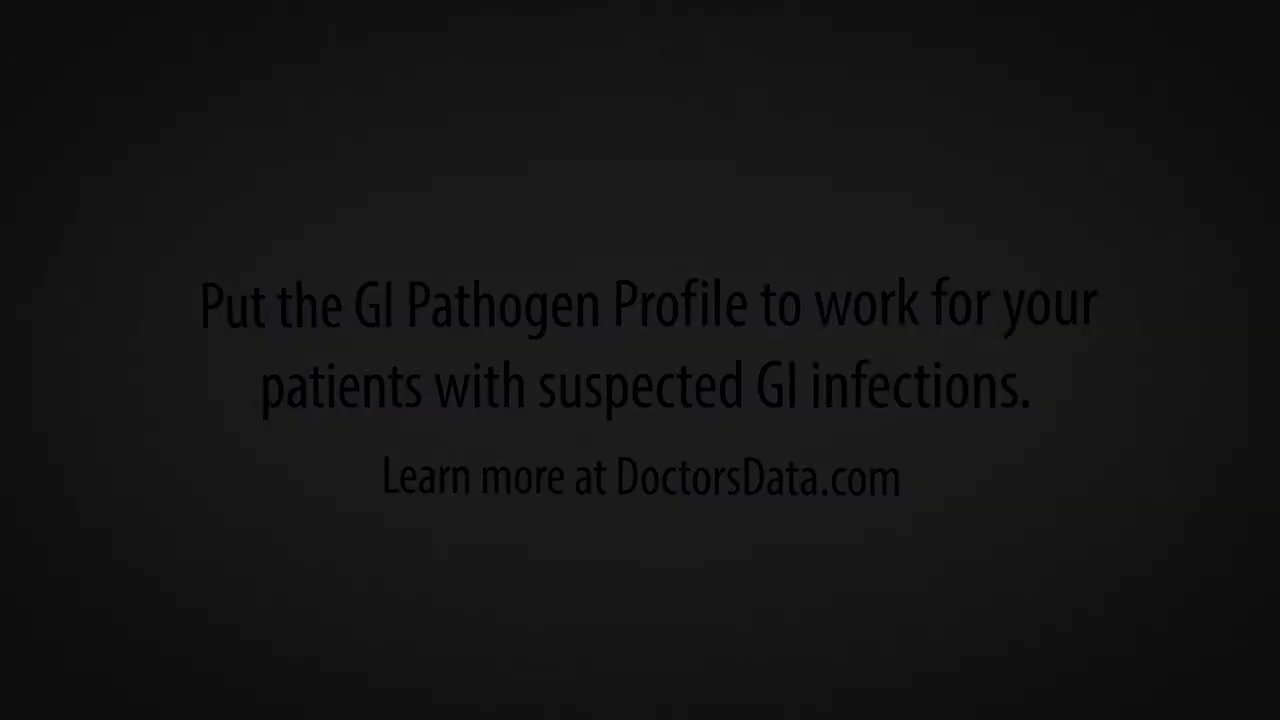 Put the GI Pathogen Profile to work for your
patients with suspected GI infections.
Learn more at DoctorsData.com